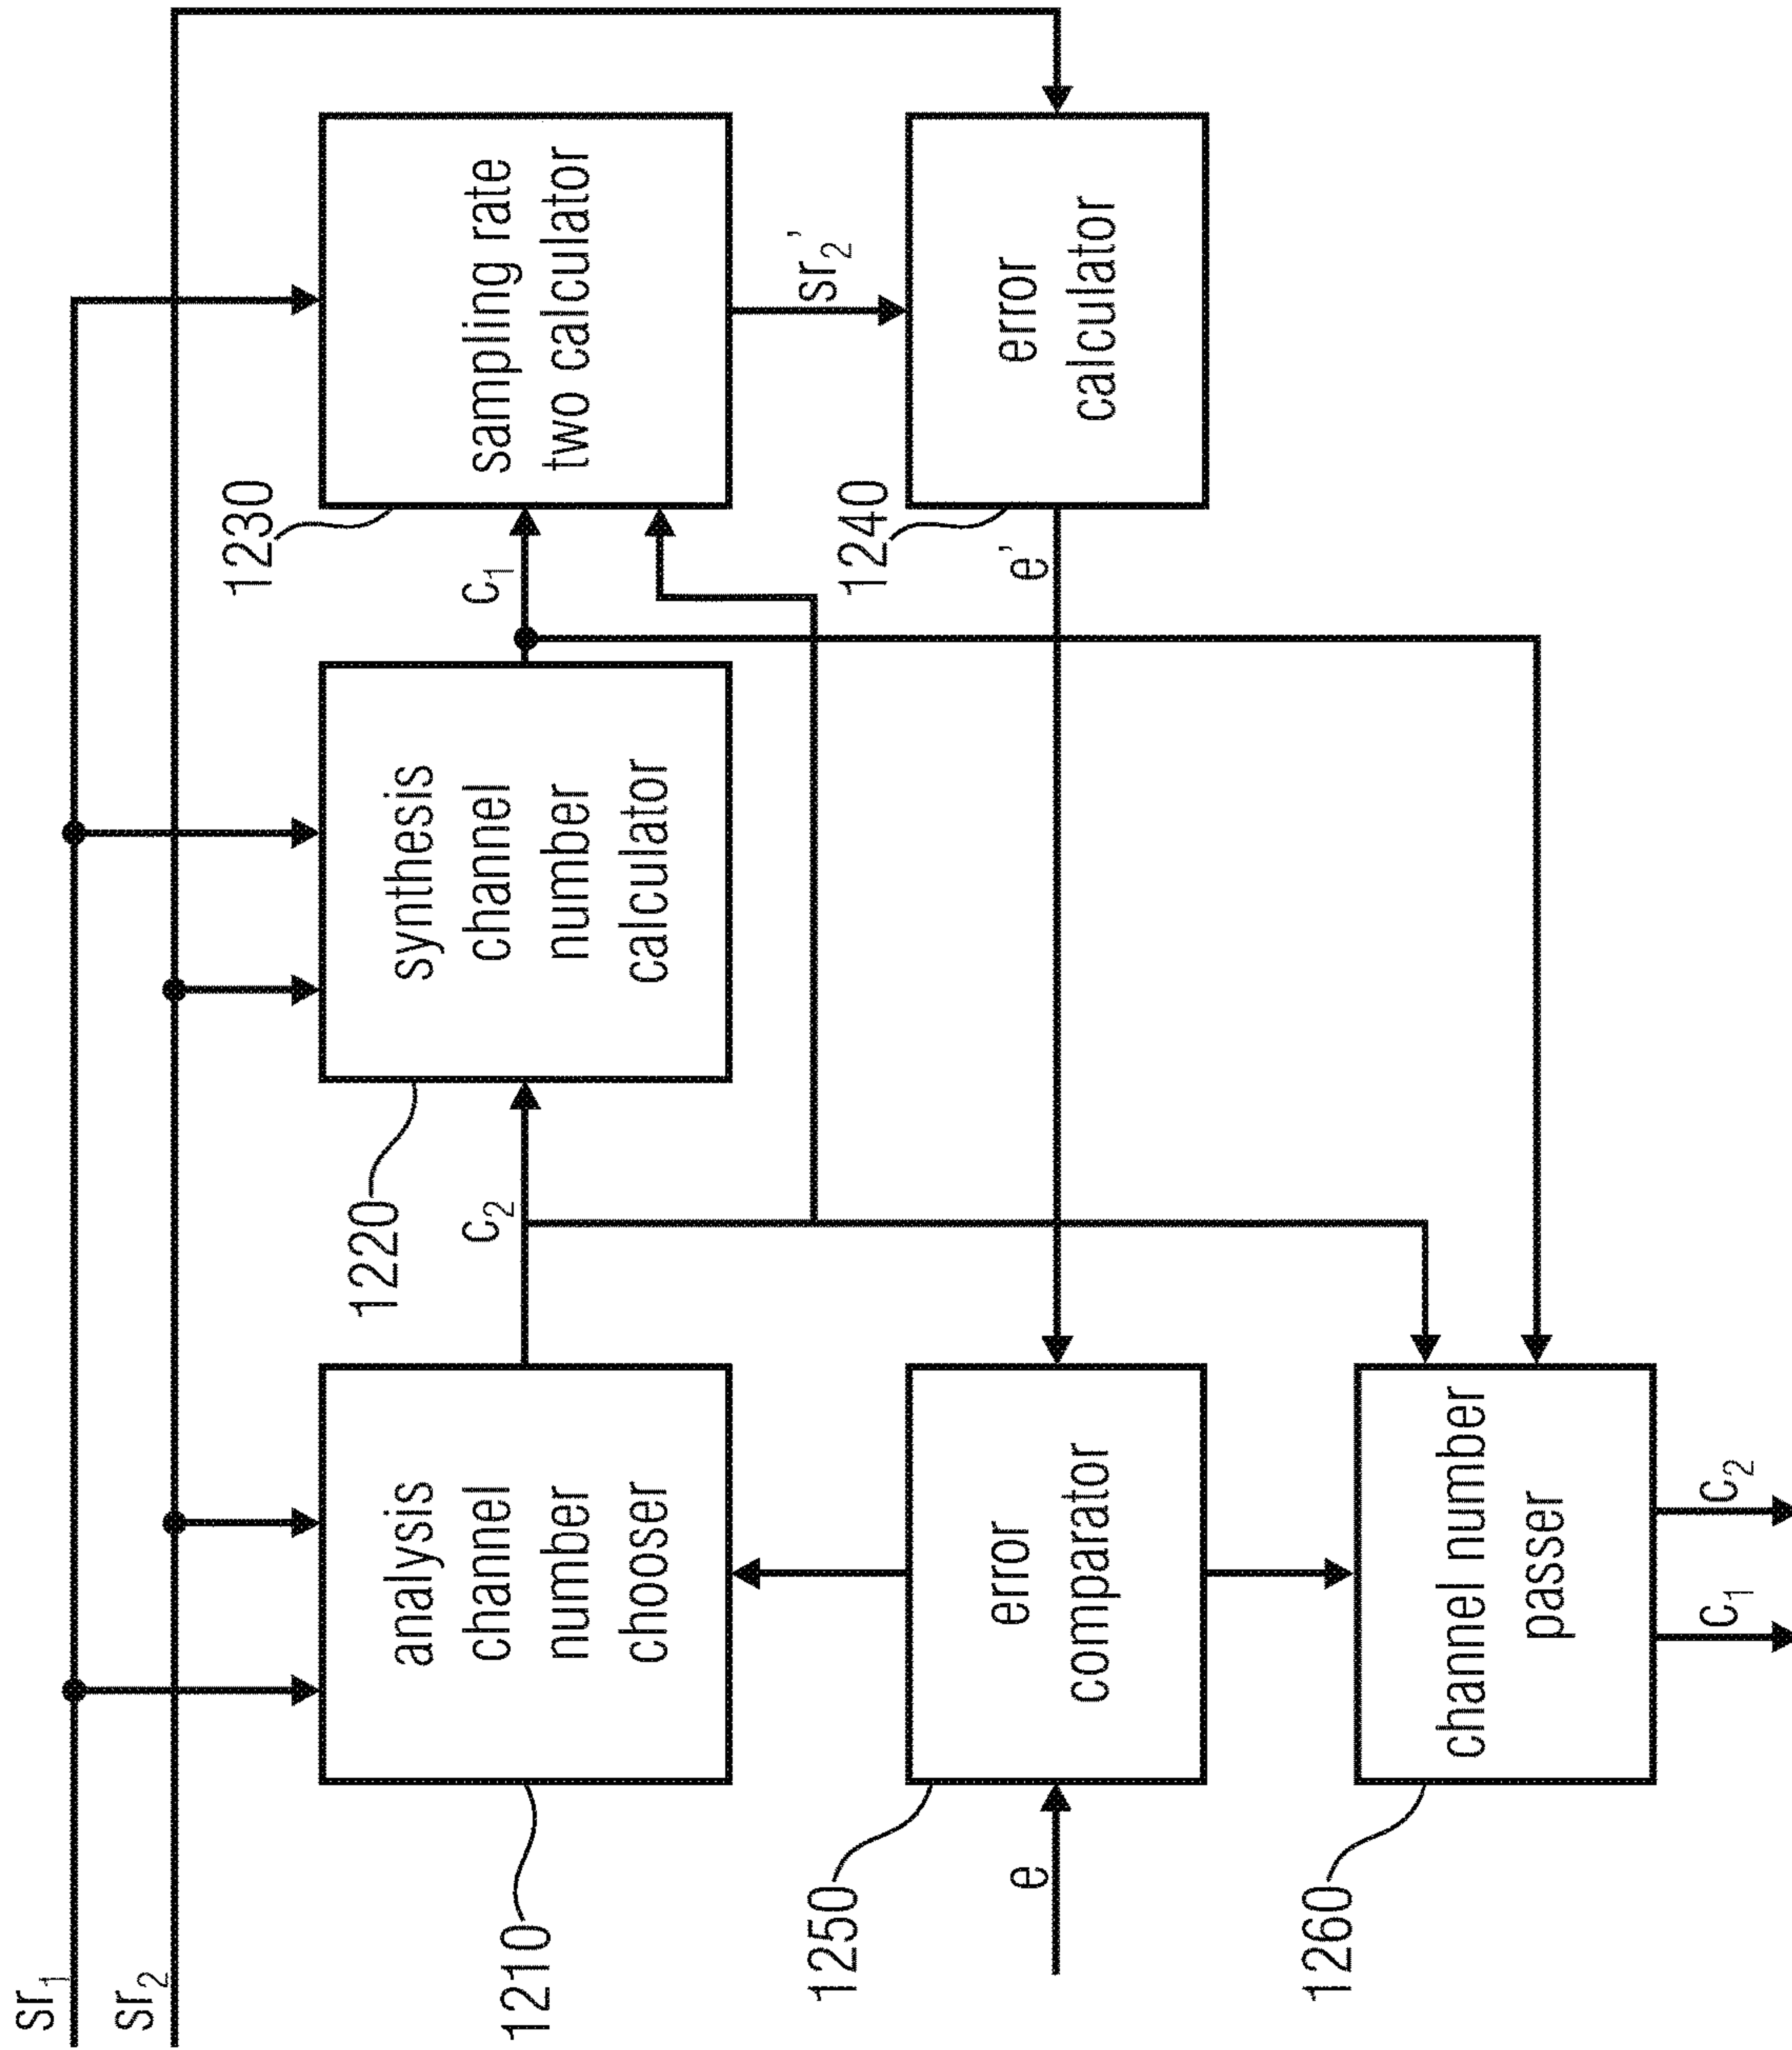 sr₁
sr₂
1210
analysis
channel
number
chooser
c₂
1220
synthesis
channel
number
calculator
c₁
1230
sampling rate
two calculator
sr₂'
1250
e
error
comparator
e'
1240
error
calculator
1260
channel number
passer
c₁
c₂